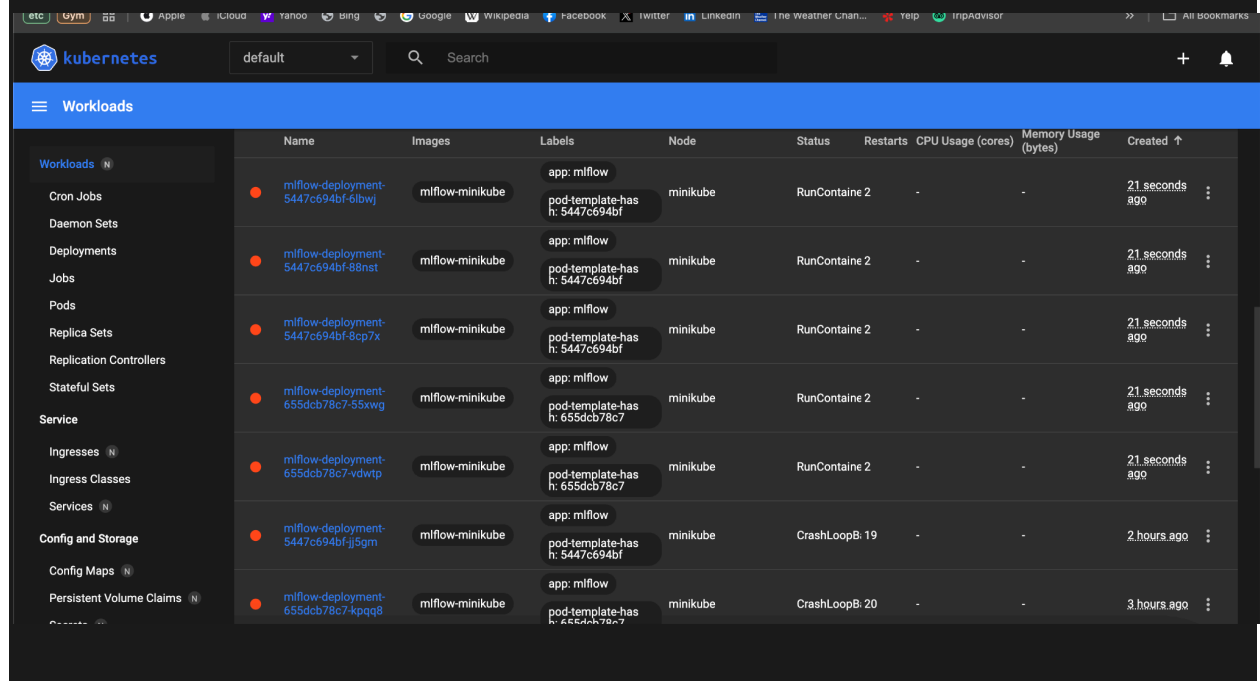 etc Gym Apple iCloud Yahoo Bing Google Wikipedia Facebook Twitter LinkedIn The Weather Chan... Yelp TripAdvisor » All Bookmarks
kubernetes default Search +
Workloads
Name Images Labels Node Status Restarts CPU Usage (cores) Memory Usage (bytes) Created
Workloads N
Cron Jobs
Daemon Sets
Deployments
Jobs
Pods
Replica Sets
Replication Controllers
Stateful Sets
Service
Ingresses N
Ingress Classes
Services N
Config and Storage
Config Maps N
Persistent Volume Claims N
Secrets N
mlflow-deployment-
5447c694bf-6lbwj
mlflow-minikube
app: mlflow
pod-template-has
h: 5447c694bf
minikube
RunContaine 2 - -
21 seconds
ago
mlflow-deployment-
5447c694bf-88nst
mlflow-minikube
app: mlflow
pod-template-has
h: 5447c694bf
minikube
RunContaine 2 - -
21 seconds
ago
mlflow-deployment-
5447c694bf-8cp7x
mlflow-minikube
app: mlflow
pod-template-has
h: 5447c694bf
minikube
RunContaine 2 - -
21 seconds
ago
mlflow-deployment-
655dcb78c7-55xwg
mlflow-minikube
app: mlflow
pod-template-has
h: 655dcb78c7
minikube
RunContaine 2 - -
21 seconds
ago
mlflow-deployment-
655dcb78c7-vdwtp
mlflow-minikube
app: mlflow
pod-template-has
h: 655dcb78c7
minikube
RunContaine 2 - -
21 seconds
ago
mlflow-deployment-
5447c694bf-jj5gm
mlflow-minikube
app: mlflow
pod-template-has
h: 5447c694bf
minikube
CrashLoopB 19 - -
2 hours ago
mlflow-deployment-
655dcb78c7-kpqq8
mlflow-minikube
app: mlflow
pod-template-has
h: 655dcb78c7
minikube
CrashLoopB 20 - -
3 hours ago